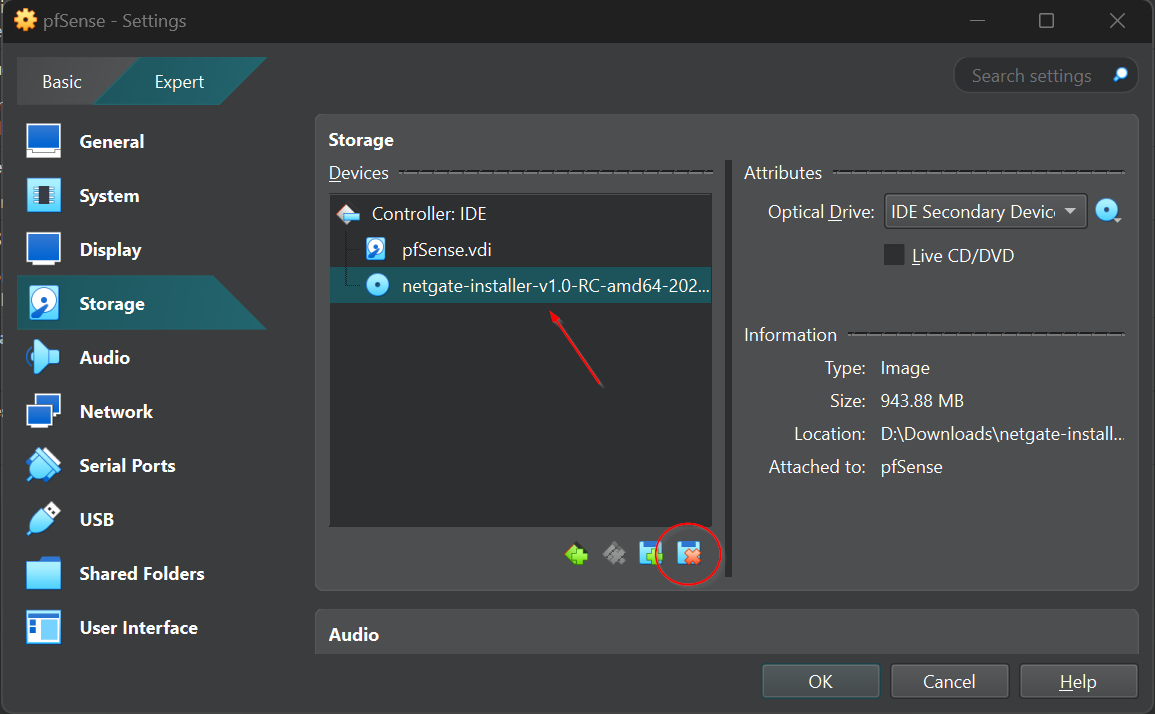 pfSense - Settings
Basic
Expert
Search settings
General
System
Display
Storage
Audio
Network
Serial Ports
USB
Shared Folders
User Interface
Storage
Devices
Controller: IDE
pfSense.vdi
netgate-installer-v1.0-RC-amd64-202...
Attributes
Optical Drive: IDE Secondary Devic
Live CD/DVD
Information
Type: Image
Size: 943.88 MB
Location: D:\Downloads\netgate-install...
Attached to: pfSense
Audio
OK
Cancel
Help